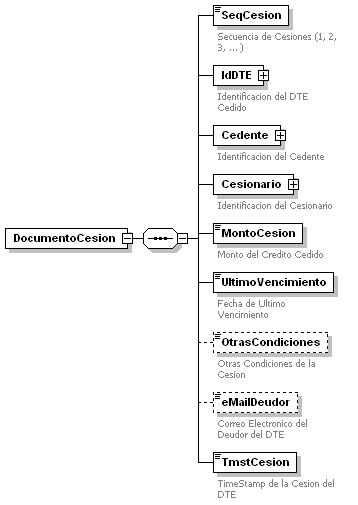 SeqCesion
Secuencia de Cesiones (1, 2,
3, ... )
IdDTE
Identificacion del DTE
Cedido
Cedente
Identificacion del Cedente
Cesionario
Identificacion del Cesionario
DocumentoCesion
MontoCesion
Monto del Credito Cedido
UltimoVencimiento
Fecha de Ultimo
Vencimiento
OtrasCondiciones
Otras Condiciones de la
Cesion
eMailDeudor
Correo Electronico del
Deudor del DTE
TmstCesion
TimeStamp de la Cesion del
DTE